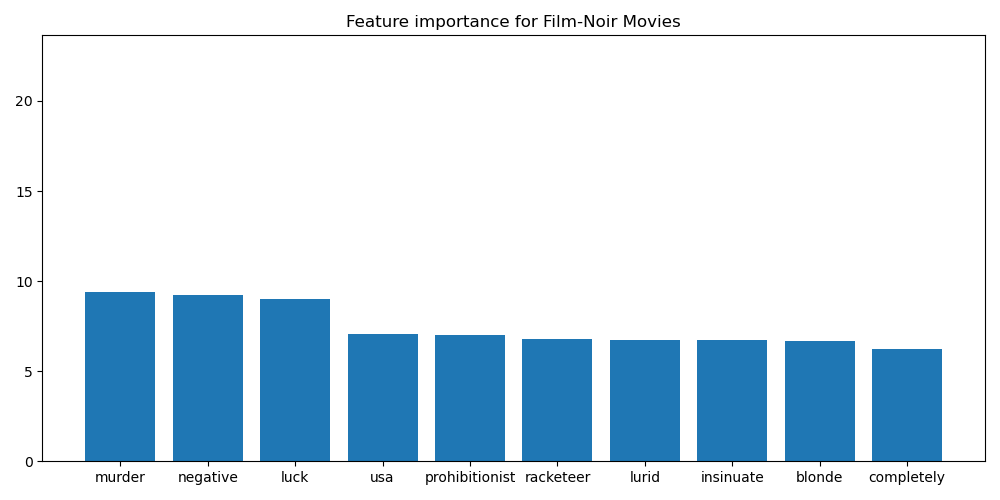 Feature importance for Film-Noir Movies
20
15
10
5
0
murder negative luck usa prohibitionist racketeer lurid insinuate blonde completely